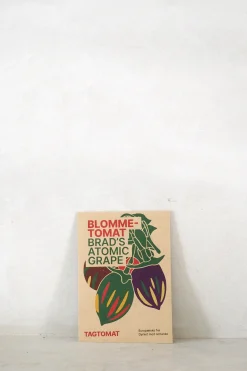 BLOMME-
TOMAT
BRAD'S
ATOMIC
GRAPE
TAGTOMAT